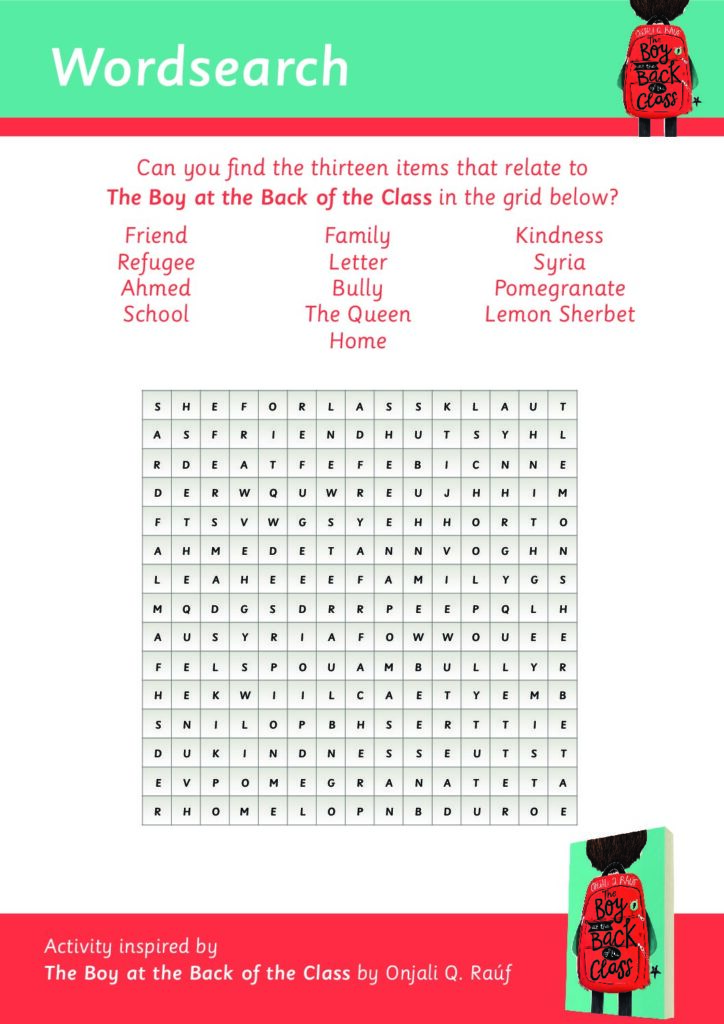 Wordsearch
ONJALI Q. RAÚF
The
BOY
at the
BACK
of the
Class
Can you find the thirteen items that relate to
The Boy at the Back of the Class in the grid below?
Friend Family Kindness
Refugee Letter Syria
Ahmed Bully Pomegranate
School The Queen Lemon Sherbet
Home
S H E F O R L A S S K L A U T
A S F R I E N D H U T S Y H L
R D E A T F E F E B I C N N E
D E R W Q U W R E U J H H I M
F T S V W G S Y E H H O R T O
A H M E D E T A N N V O G H N
L E A H E E E F A M I L Y G S
M Q D G S D R R P E E P Q L H
A U S Y R I A F O W W O U E E
F E L S P O U A M B U L L Y R
H E K W I I L C A E T Y E M B
S N I L O P B H S E R T T I E
D U K I N D N E S S E U T S T
E V P O M E G R A N A T E T A
R H O M E L O P N B D U R O E
Activity inspired by
The Boy at the Back of the Class by Onjali Q. Raúf
ONJALI Q. RAÚF
The
BOY
at the
BACK
of the
Class